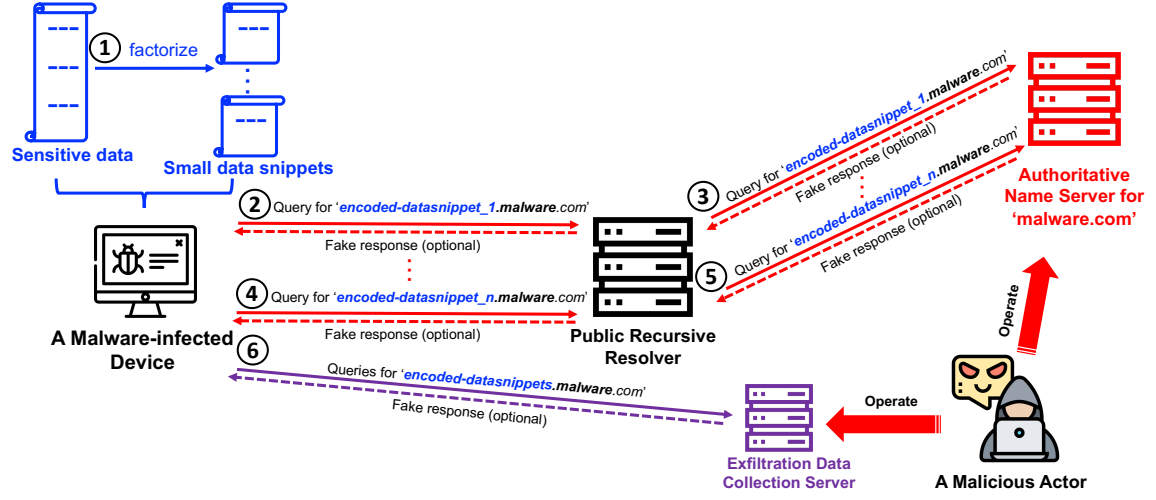 1
factorize
Sensitive data
Small data snippets
2
Query for ‘encoded-datasnippet_1.malware.com’
Fake response (optional)
3
Query for ‘encoded-datasnippet_1.malware.com’
Fake response (optional)
Authoritative
Name Server for
‘malware.com’
4
Query for ‘encoded-datasnippet_n.malware.com’
Fake response (optional)
5
Query for ‘encoded-datasnippet_n.malware.com’
Fake response (optional)
A Malware-infected
Device
Public Recursive
Resolver
6
Queries for ‘encoded-datasnippets.malware.com’
Fake response (optional)
Operate
Operate
Exfiltration Data
Collection Server
A Malicious Actor